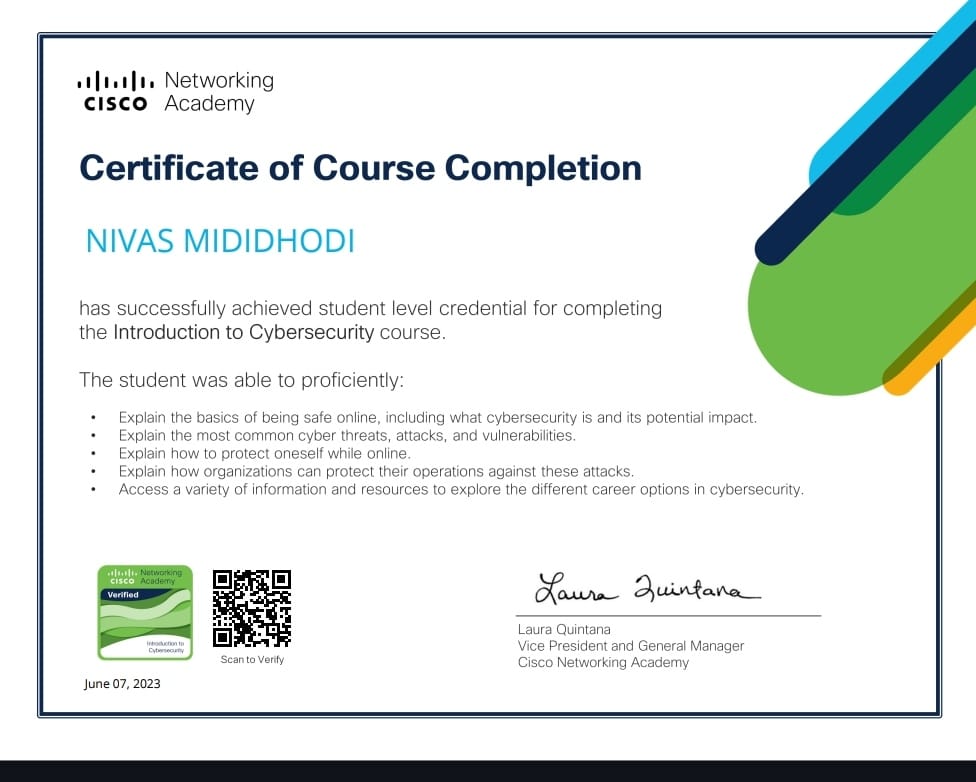 Networking
CISCO Academy
Certificate of Course Completion
NIVAS MIDIDHODI
has successfully achieved student level credential for completing
the Introduction to Cybersecurity course.
The student was able to proficiently:
• Explain the basics of being safe online, including what cybersecurity is and its potential impact.
• Explain the most common cyber threats, attacks, and vulnerabilities.
• Explain how to protect oneself while online.
• Explain how organizations can protect their operations against these attacks.
• Access a variety of information and resources to explore the different career options in cybersecurity.
Networking
CISCO Academy
Verified
Introduction to
Cybersecurity
Scan to Verify
June 07, 2023
Laura Quintana
Laura Quintana
Vice President and General Manager
Cisco Networking Academy